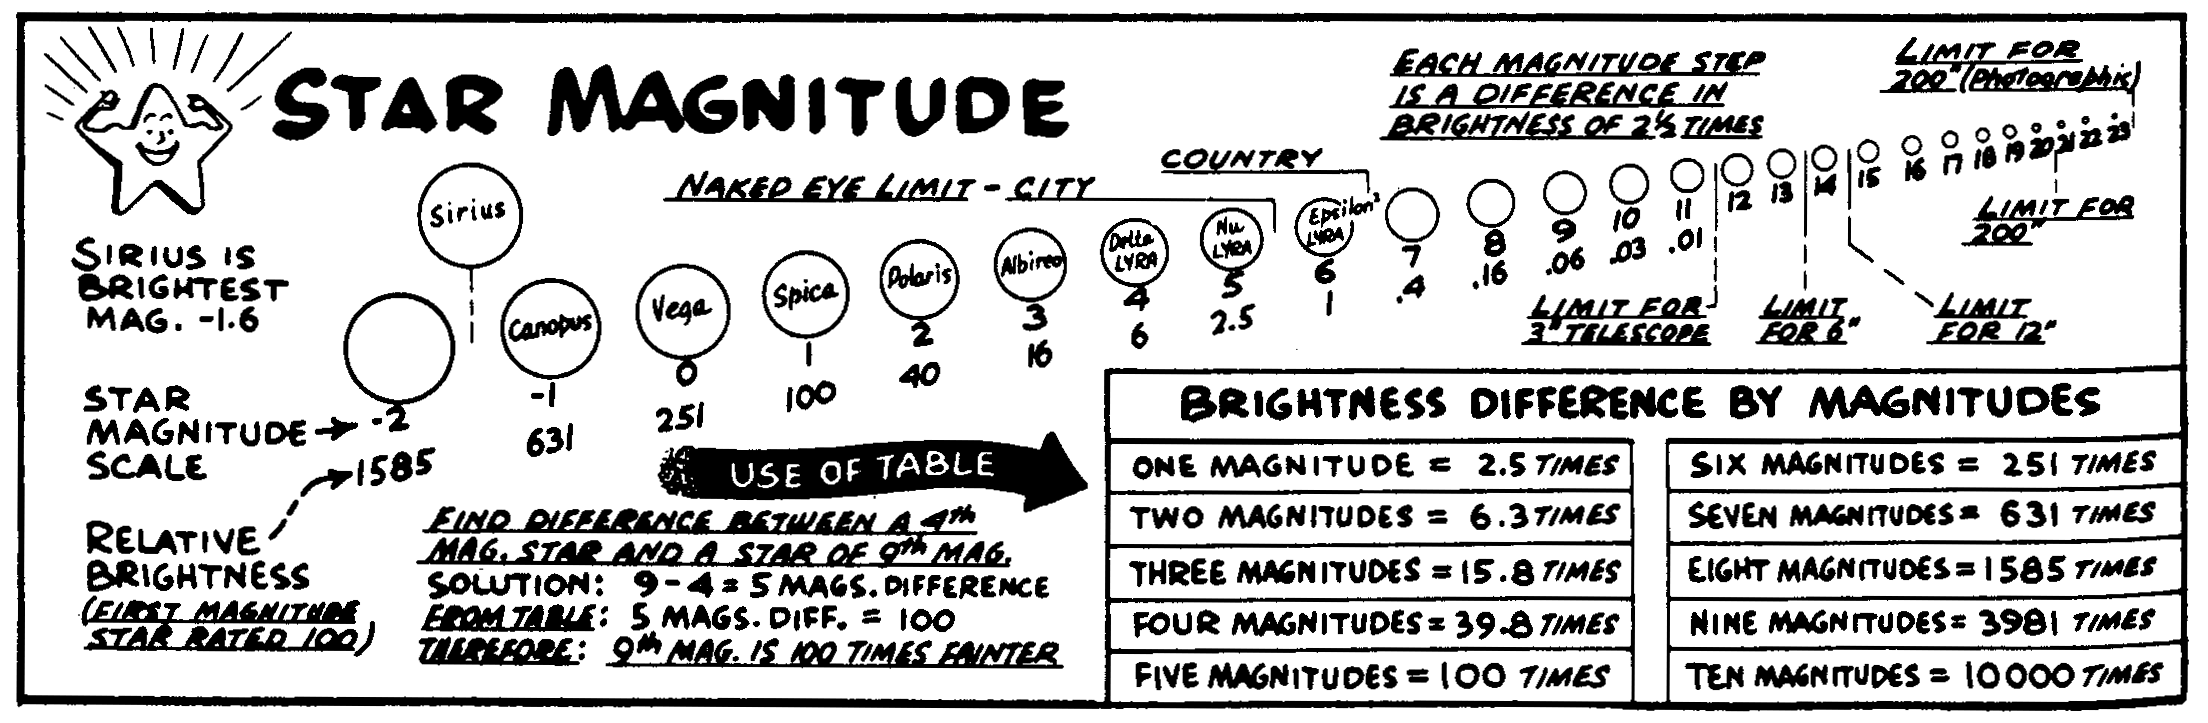 STAR MAGNITUDE
EACH MAGNITUDE STEP
IS A DIFFERENCE IN
BRIGHTNESS OF 2½ TIMES
LIMIT FOR
200" (Photographic)
NAKED EYE LIMIT - CITY
COUNTRY
SIRIUS IS
BRIGHTEST
MAG. -1.6
Sirius
Canopus
Vega
Spica
Polaris
Albireo
Delta
LYRA
Nu
LYRA
Epsilon²
LYRA
STAR
MAGNITUDE
SCALE
-2 -1 0 1 2 3 4 5 6 7 8 9 10 11 12 13 14 15 16 17 18 19 20 21 22 23
RELATIVE
BRIGHTNESS
(FIRST MAGNITUDE
STAR RATED 100)
1585 631 251 100 40 16 6 2.5 1 .4 .16 .06 .03 .01
LIMIT FOR
3" TELESCOPE
LIMIT
FOR 6"
LIMIT
FOR 12"
LIMIT FOR
200"
USE OF TABLE
FIND DIFFERENCE BETWEEN A 4th
MAG. STAR AND A STAR OF 9th MAG.
SOLUTION: 9 - 4 = 5 MAGS. DIFFERENCE
FROM TABLE: 5 MAGS. DIFF. = 100
THEREFORE: 9th MAG. IS 100 TIMES FAINTER
BRIGHTNESS DIFFERENCE BY MAGNITUDES
ONE MAGNITUDE = 2.5 TIMES
TWO MAGNITUDES = 6.3 TIMES
THREE MAGNITUDES = 15.8 TIMES
FOUR MAGNITUDES = 39.8 TIMES
FIVE MAGNITUDES = 100 TIMES
SIX MAGNITUDES = 251 TIMES
SEVEN MAGNITUDES = 631 TIMES
EIGHT MAGNITUDES = 1585 TIMES
NINE MAGNITUDES = 3981 TIMES
TEN MAGNITUDES = 10000 TIMES